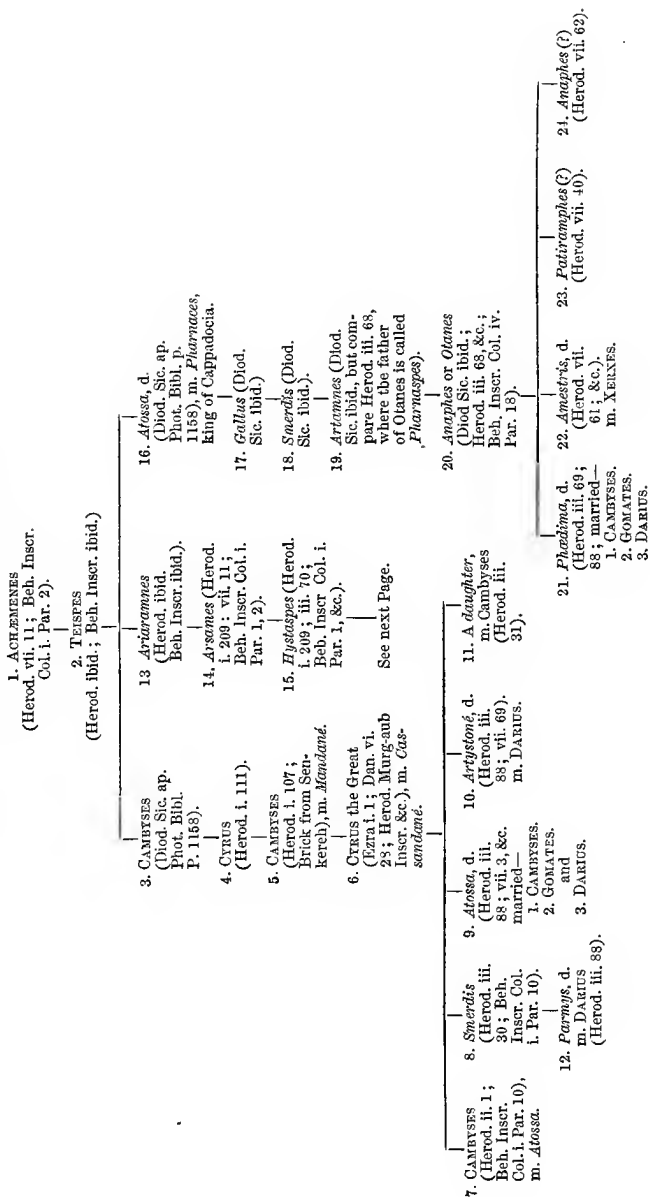 1. ACHÆMENES
(Herod. vii. 11; Beh. Inscr.
Col. i. Par. 2).
2. TEISPES
(Herod. ibid.; Beh. Inscr. ibid.)
3. CAMBYSES
(Diod. Sic. ap.
Phot. Bibl.
P. 1158).
4. CYRUS
(Herod. i. 111).
5. CAMBYSES
(Herod. i. 107;
Brick from Sen-
kereh), m. Mandané.
6. CYRUS the Great
(Ezra i. 1; Dan. vi.
28; Herod. Murg-aub
Inscr. &c.), m. Cas-
sandané.
13 Ariaramnes
(Herod. ibid.
Beh. Inscr. ibid.).
14. Arsames (Herod.
i. 209: vii. 11;
Beh. Inscr. Col. i.
Par. 1, 2).
15. Hystaspes (Herod.
i. 209; iii. 70;
Beh. Inscr Col. i.
Par. 1, &c.).
See next Page.
16. Atossa, d.
(Diod. Sic. ap.
Phot. Bibl. p.
1158), m. Pharnaces,
king of Cappadocia.
17. Gallus (Diod.
Sic. ibid.)
18. Smerdis (Diod.
Sic. ibid.).
19. Artamnes (Diod.
Sic. ibid., but com-
pare Herod. iii. 68,
where the father
of Otanes is called
Pharnaspes).
20. Anaphes or Otanes
(Diod Sic. ibid.;
Herod. iii. 68, &c.;
Beh. Inscr. Col. iv.
Par. 18).
7. CAMBYSES
(Herod. ii. 1;
Beh. Inscr.
Col. i. Par. 10),
m. Atossa.
8. Smerdis
(Herod. iii.
30; Beh.
Inscr. Col.
i. Par. 10).
12. Parmys, d.
m. DARIUS
(Herod. iii. 88).
9. Atossa, d.
(Herod. iii.
88; vii. 3, &c.
married—
1. CAMBYSES.
2. GOMATES.
and
3. DARIUS.
10. Artystoné, d.
(Herod. iii.
88; vii. 69).
m. DARIUS.
11. A daughter,
m. Cambyses
(Herod. iii.
31).
21. Phædima, d.
(Herod. iii. 69;
88; married—
1. CAMBYSES.
2. GOMATES.
3. DARIUS.
22. Amestris, d.
(Herod. vii.
61; &c.).
m. XERXES.
23. Patiramphes (?)
(Herod. vii. 40).
24. Anaphes (?)
(Herod. vii. 62).